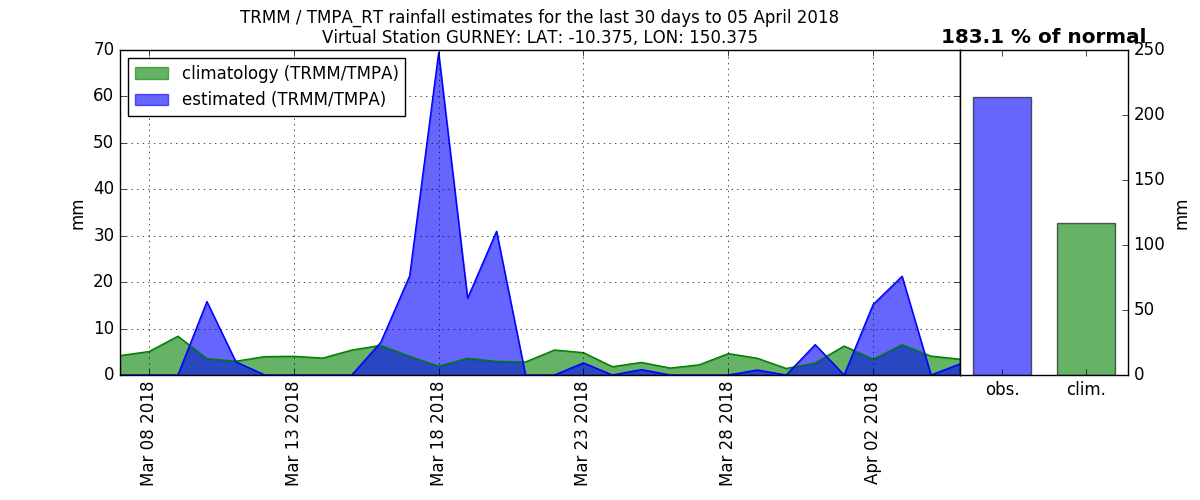 TRMM / TMPA_RT rainfall estimates for the last 30 days to 05 April 2018
Virtual Station GURNEY: LAT: -10.375, LON: 150.375
183.1 % of normal
climatology (TRMM/TMPA)
estimated (TRMM/TMPA)
70
60
50
40
30
20
10
0
mm
Mar 08 2018
Mar 13 2018
Mar 18 2018
Mar 23 2018
Mar 28 2018
Apr 02 2018
250
200
150
100
50
0
mm
obs.
clim.